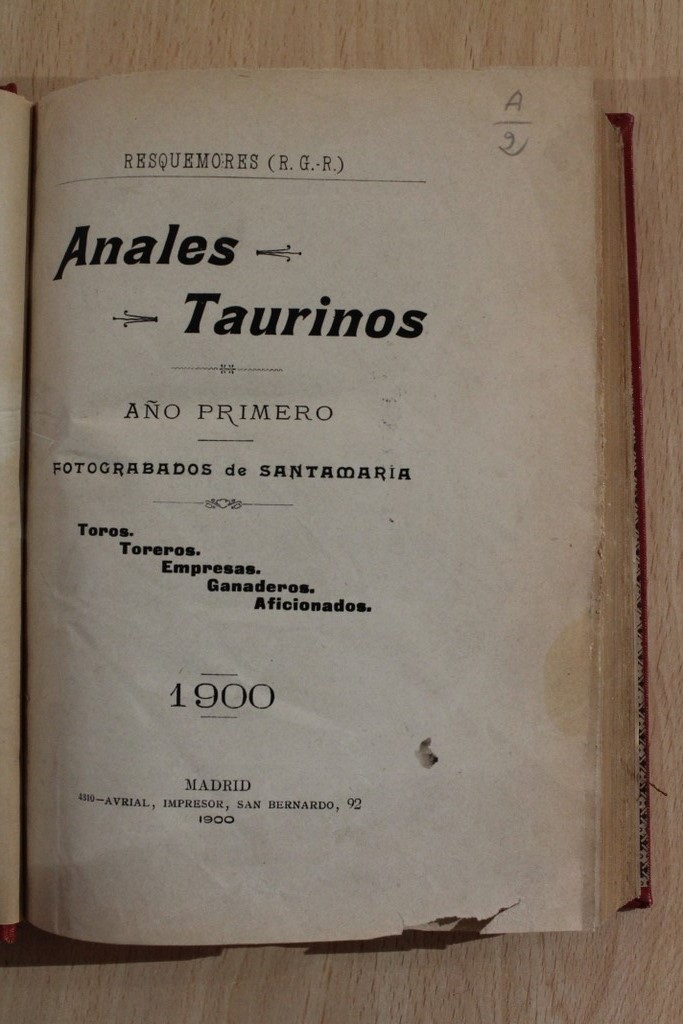 A
2
RESQUEMORES (R. G.-R.)
Anales
Taurinos
AÑO PRIMERO
FOTOGRABADOS de SANTAMARÍA
Toros.
Toreros.
Empresas.
Ganaderos.
Aficionados.
1900
MADRID
4310—AVRIAL, IMPRESOR, SAN BERNARDO, 92
1900